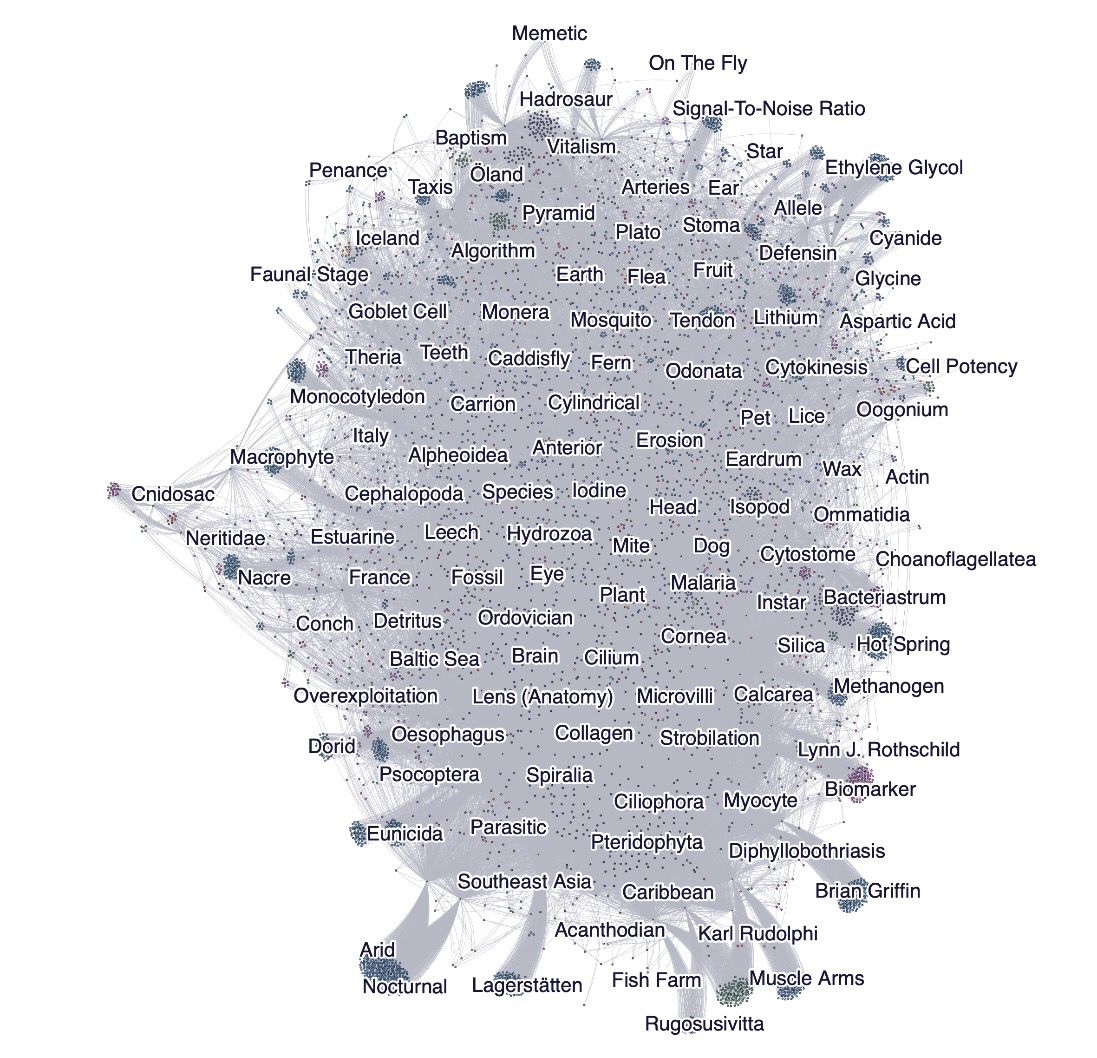 Memetic
On The Fly
Hadrosaur
Signal-To-Noise Ratio
Baptism
Vitalism
Star
Penance
Öland
Ethylene Glycol
Taxis
Arteries
Ear
Allele
Pyramid
Plato
Stoma
Iceland
Cyanide
Algorithm
Defensin
Faunal Stage
Earth
Flea
Fruit
Glycine
Goblet Cell
Monera
Mosquito
Tendon
Lithium
Aspartic Acid
Theria
Teeth
Caddisfly
Fern
Odonata
Cytokinesis
Cell Potency
Monocotyledon
Carrion
Cylindrical
Pet
Lice
Oogonium
Italy
Alpheoidea
Anterior
Erosion
Macrophyte
Eardrum
Wax
Actin
Cnidosac
Cephalopoda
Species
Iodine
Head
Isopod
Ommatidia
Neritidae
Estuarine
Leech
Hydrozoa
Mite
Dog
Cytostome
Choanoflagellatea
Nacre
France
Fossil
Eye
Malaria
Plant
Instar
Bacteriastrum
Conch
Detritus
Ordovician
Cornea
Silica
Hot Spring
Baltic Sea
Brain
Cilium
Overexploitation
Lens (Anatomy)
Microvilli
Calcarea
Methanogen
Dorid
Oesophagus
Collagen
Strobilation
Lynn J. Rothschild
Psocoptera
Spiralia
Biomarker
Ciliophora
Myocyte
Eunicida
Parasitic
Pteridophyta
Diphyllobothriasis
Southeast Asia
Caribbean
Brian Griffin
Acanthodian
Karl Rudolphi
Arid
Nocturnal
Lagerstätten
Fish Farm
Muscle Arms
Rugosusivitta